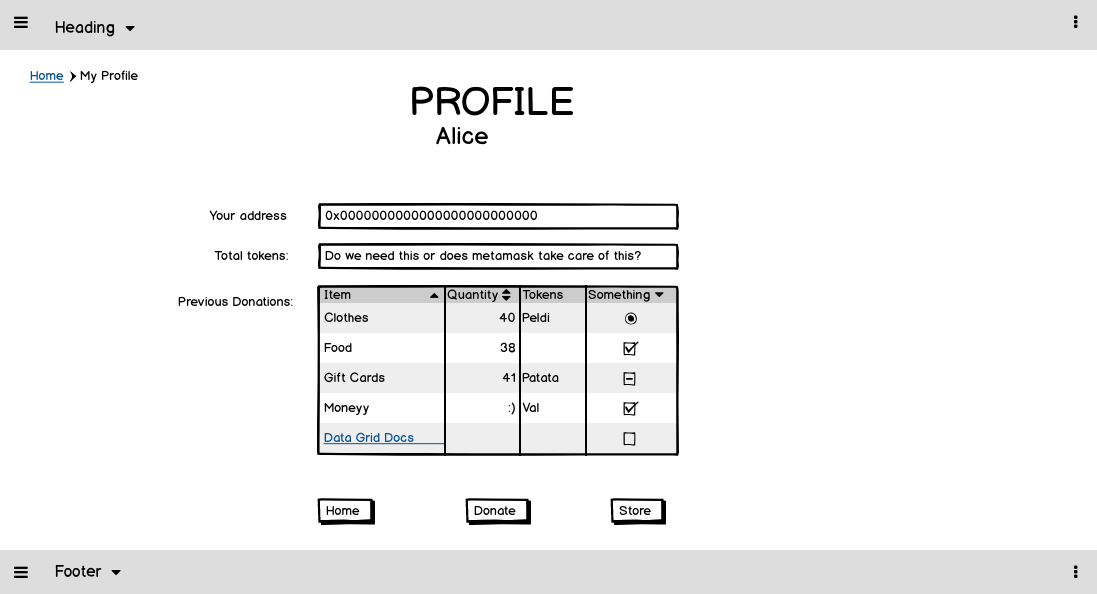 Heading
Home My Profile
PROFILE
Alice
Your address 0x0000000000000000000000000
Total tokens: Do we need this or does metamask take care of this?
Previous Donations:
Item Quantity Tokens Something
Clothes 40 Peldi
Food 38
Gift Cards 41 Patata
Moneyy :) Val
Data Grid Docs
Home Donate Store
Footer